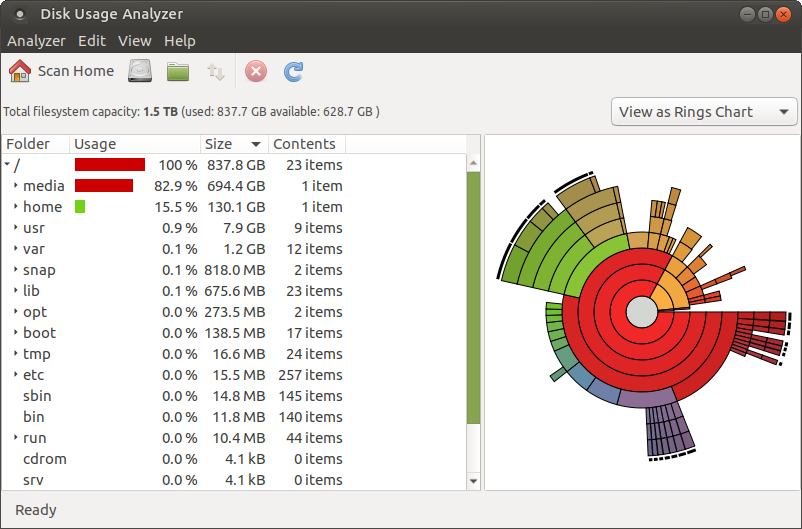 Disk Usage Analyzer
Analyzer Edit View Help
Scan Home
Total filesystem capacity: 1.5 TB (used: 837.7 GB available: 628.7 GB )
View as Rings Chart
Folder Usage Size Contents
/ 100 % 837.8 GB 23 items
media 82.9 % 694.4 GB 1 item
home 15.5 % 130.1 GB 1 item
usr 0.9 % 7.9 GB 9 items
var 0.1 % 1.2 GB 12 items
snap 0.1 % 818.0 MB 2 items
lib 0.1 % 675.6 MB 23 items
opt 0.0 % 273.5 MB 2 items
boot 0.0 % 138.5 MB 17 items
tmp 0.0 % 16.6 MB 24 items
etc 0.0 % 15.5 MB 257 items
sbin 0.0 % 14.8 MB 145 items
bin 0.0 % 11.8 MB 140 items
run 0.0 % 10.4 MB 44 items
cdrom 0.0 % 4.1 kB 0 items
srv 0.0 % 4.1 kB 0 items
Ready